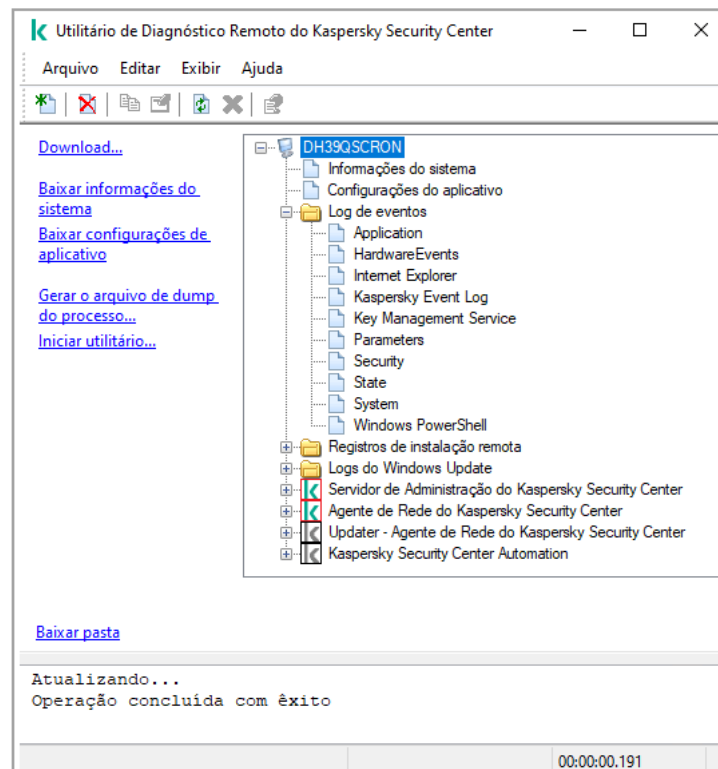 Utilitário de Diagnóstico Remoto do Kaspersky Security Center
Arquivo Editar Exibir Ajuda
Download...
Baixar informações do
sistema
Baixar configurações de
aplicativo
Gerar o arquivo de dump
do processo...
Iniciar utilitário...
DH39QSCRON
Informações do sistema
Configurações do aplicativo
Log de eventos
Application
HardwareEvents
Internet Explorer
Kaspersky Event Log
Key Management Service
Parameters
Security
State
System
Windows PowerShell
Registros de instalação remota
Logs do Windows Update
Servidor de Administração do Kaspersky Security Center
Agente de Rede do Kaspersky Security Center
Updater - Agente de Rede do Kaspersky Security Center
Kaspersky Security Center Automation
Baixar pasta
Atualizando...
Operação concluída com êxito
00:00:00.191